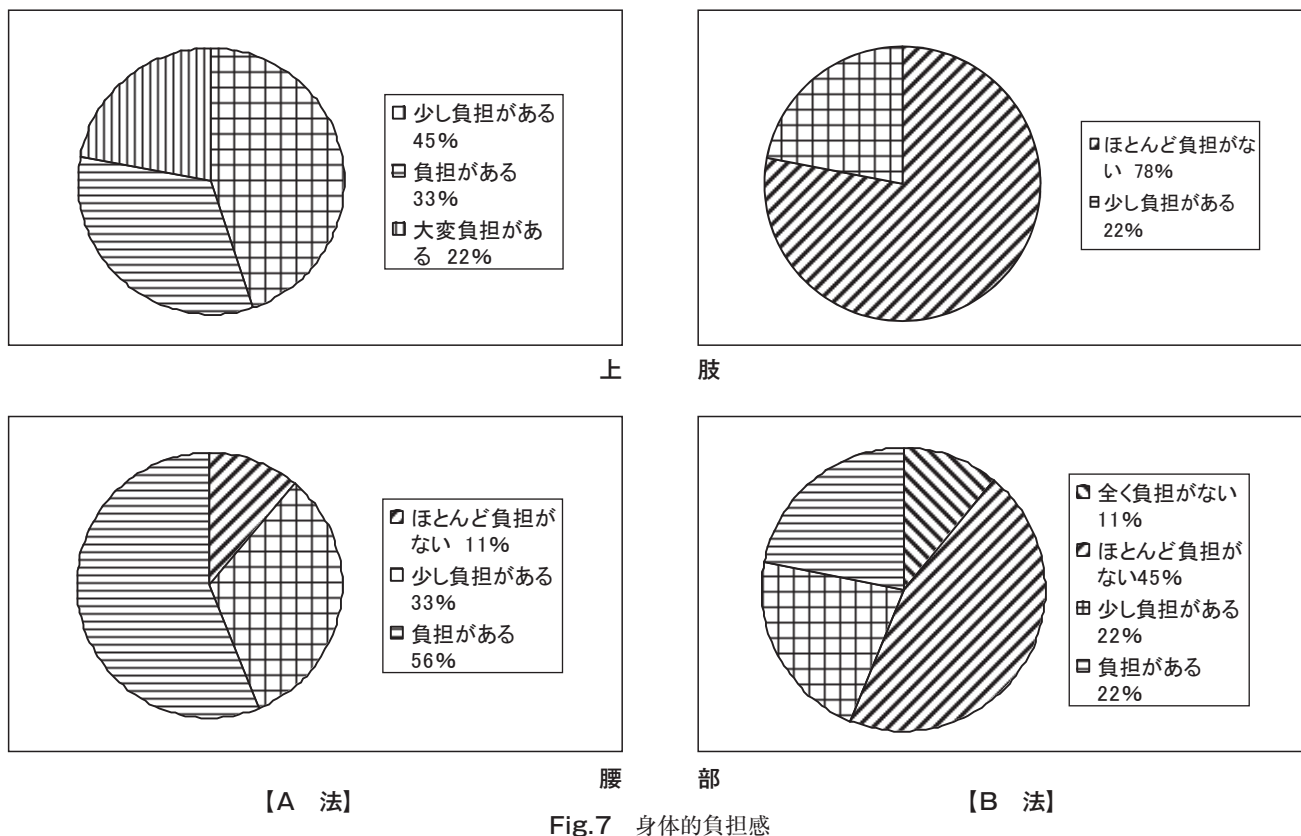 少し負担がある
45%
負担がある
33%
大変負担があ
る 22%
ほとんど負担がな
い 78%
少し負担がある
22%
上 肢
ほとんど負担が
ない 11%
少し負担がある
33%
負担がある
56%
全く負担がない
11%
ほとんど負担が
ない45%
少し負担がある
22%
負担がある
22%
腰 部
【A 法】 【B 法】
Fig.7 身体的負担感